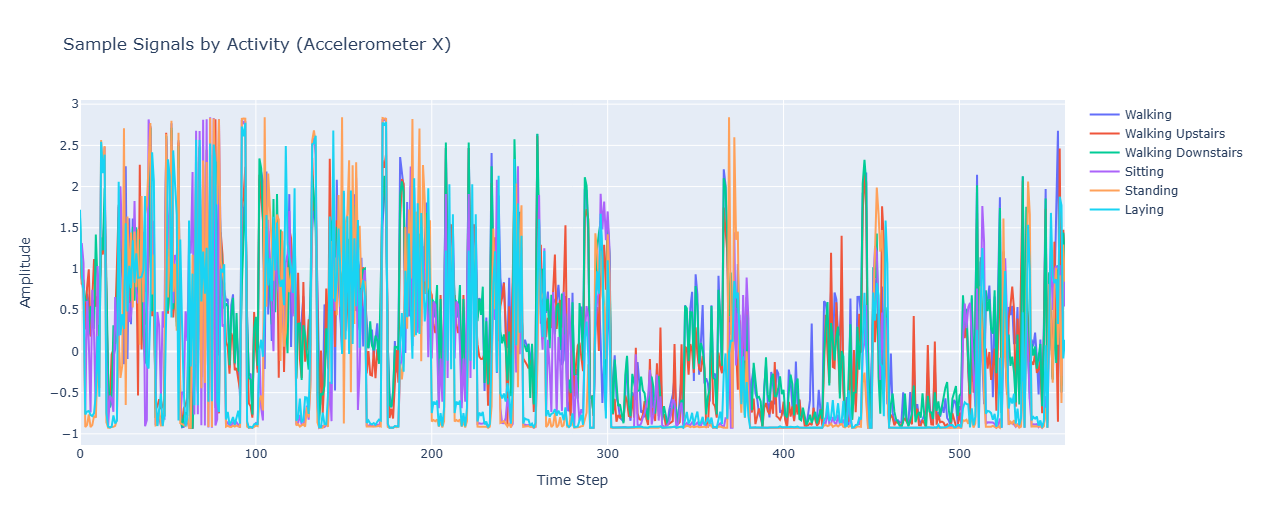 Sample Signals by Activity (Accelerometer X)
3
2.5
2
1.5
1
0.5
0
−0.5
−1
Amplitude
0
100
200
300
400
500
Time Step
Walking
Walking Upstairs
Walking Downstairs
Sitting
Standing
Laying